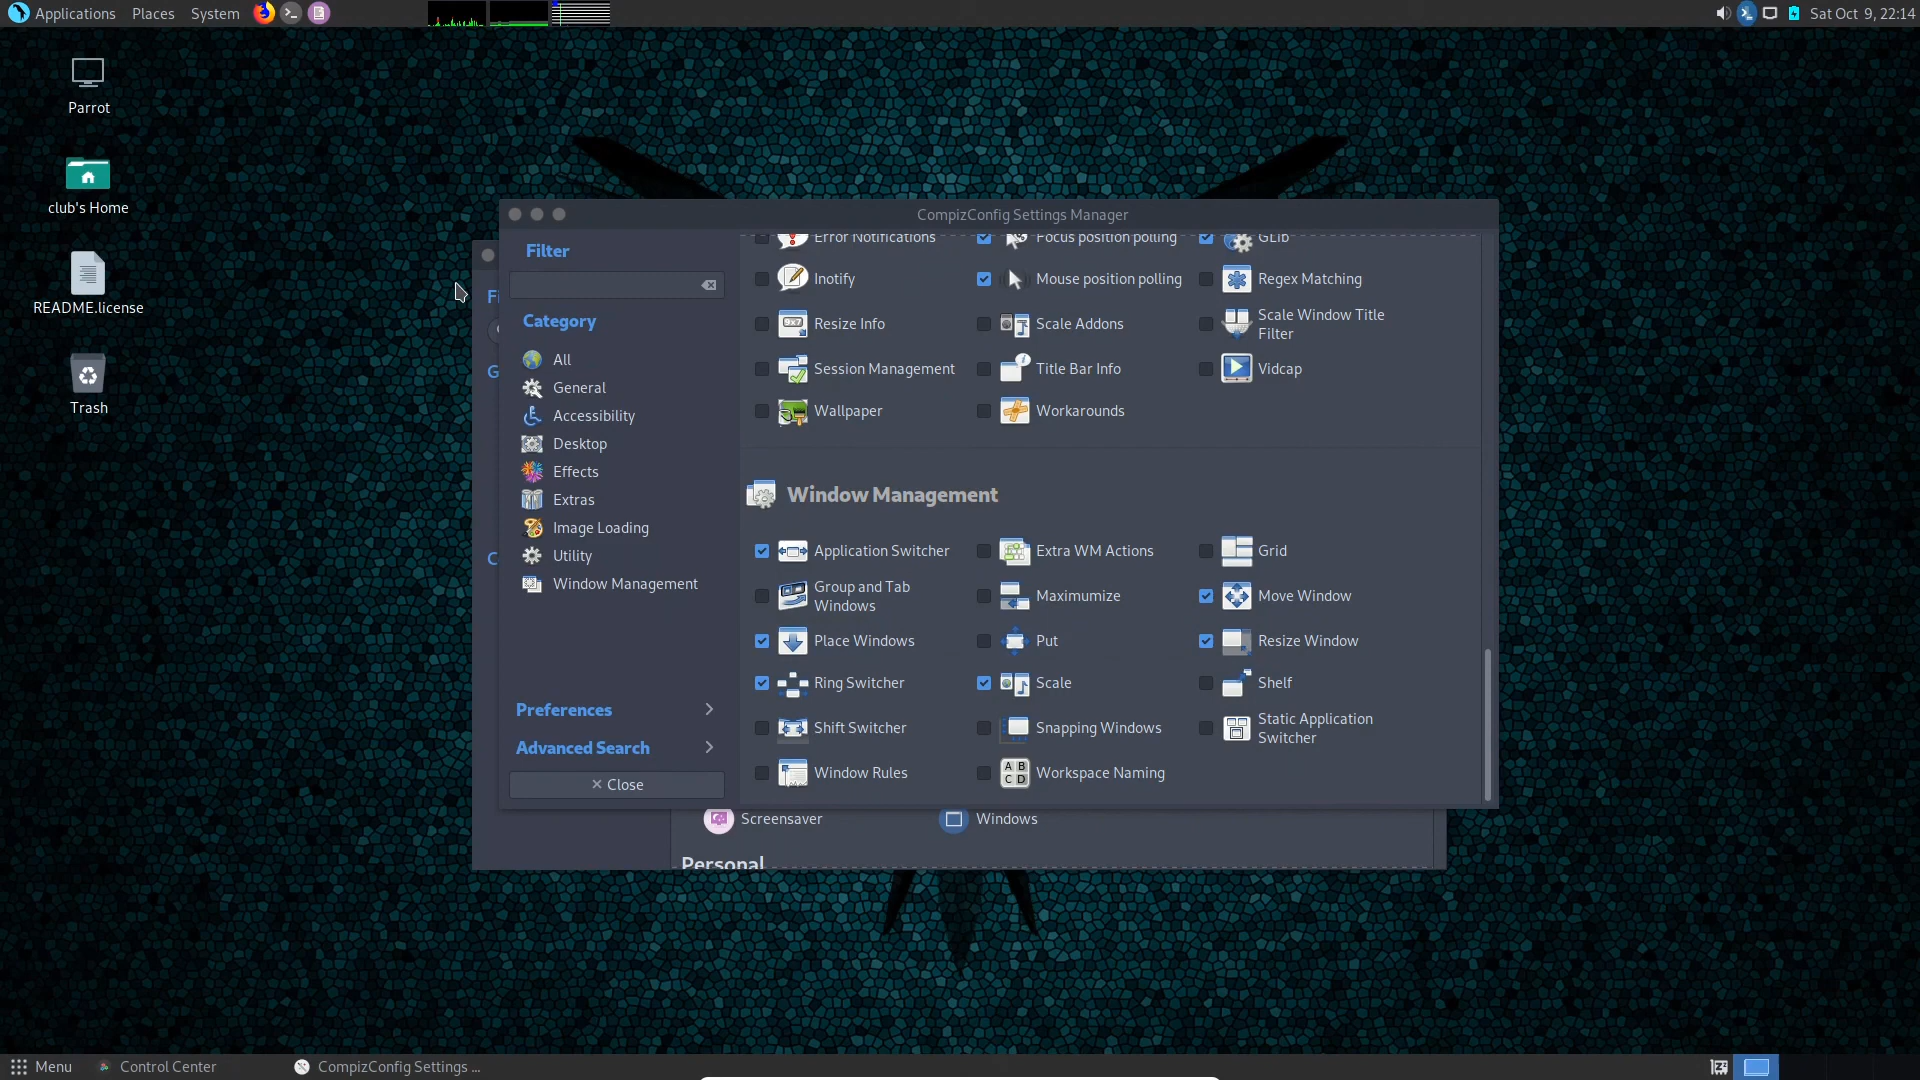 Applications Places System
Sat Oct 9, 22:14
Parrot
club's Home
README.license
Trash
CompizConfig Settings Manager
Filter
Category
All
General
Accessibility
Desktop
Effects
Extras
Image Loading
Utility
Window Management
Preferences
Advanced Search
Close
Error Notifications Focus position polling GLib
Inotify Mouse position polling Regex Matching
Resize Info Scale Addons Scale Window Title
Filter
Session Management Title Bar Info Vidcap
Wallpaper Workarounds
Window Management
Application Switcher Extra WM Actions Grid
Group and Tab
Windows
Maximumize Move Window
Place Windows Put Resize Window
Ring Switcher Scale Shelf
Shift Switcher Snapping Windows Static Application
Switcher
Window Rules A B C D Workspace Naming
Fi
G
C
Screensaver Windows
Personal
Menu Control Center CompizConfig Settings ...